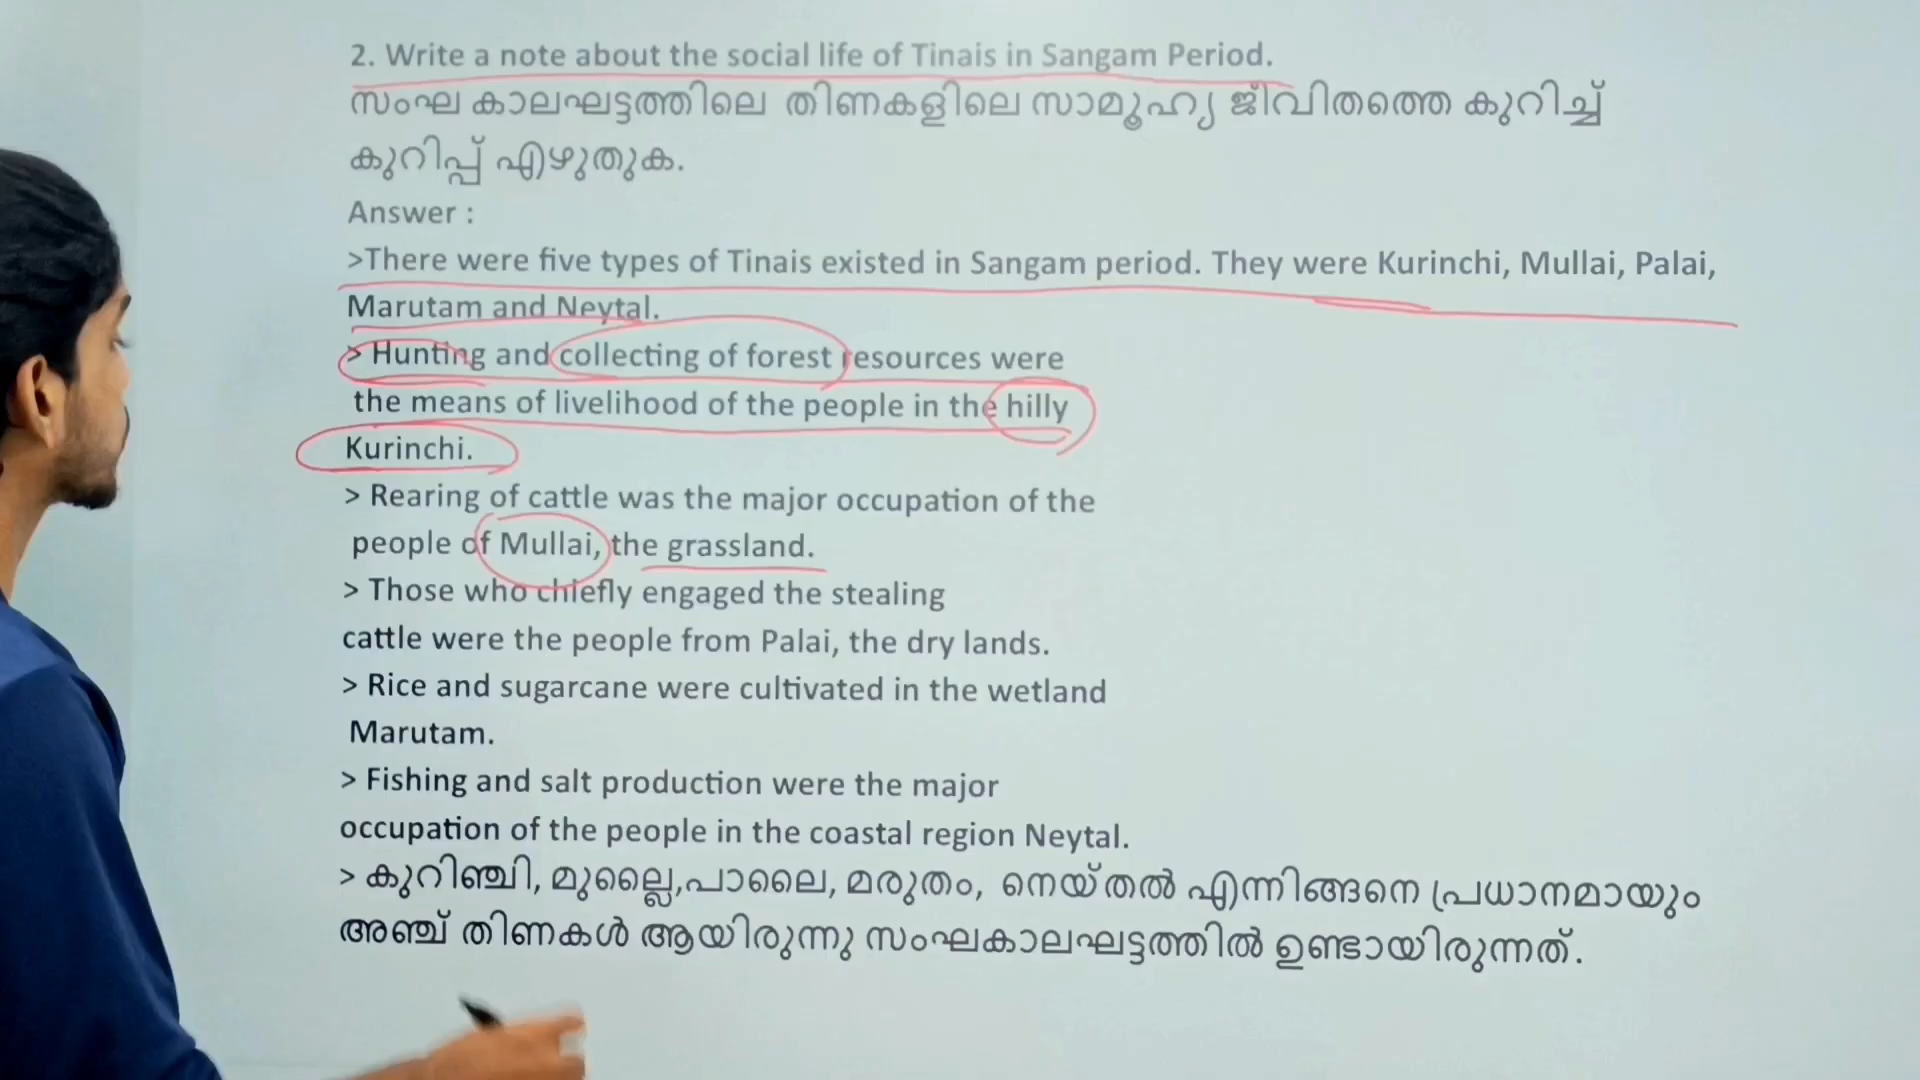 2. Write a note about the social life of Tinais in Sangam Period.
സംഘ കാലഘട്ടത്തിലെ തിണകളിലെ സാമൂഹ്യ ജീവിതത്തെ കുറിച്ച്
കുറിപ്പ് എഴുതുക.
Answer :
>There were five types of Tinais existed in Sangam period. They were Kurinchi, Mullai, Palai,
Marutam and Neytal.
> Hunting and collecting of forest resources were
the means of livelihood of the people in the hilly
Kurinchi.
> Rearing of cattle was the major occupation of the
people of Mullai, the grassland.
> Those who chiefly engaged the stealing
cattle were the people from Palai, the dry lands.
> Rice and sugarcane were cultivated in the wetland
Marutam.
> Fishing and salt production were the major
occupation of the people in the coastal region Neytal.
> കുറിഞ്ചി, മുല്ലൈ,പാലൈ, മരുതം, നെയ്തൽ എന്നിങ്ങനെ പ്രധാനമായും
അഞ്ച് തിണകൾ ആയിരുന്നു സംഘകാലഘട്ടത്തിൽ ഉണ്ടായിരുന്നത്.